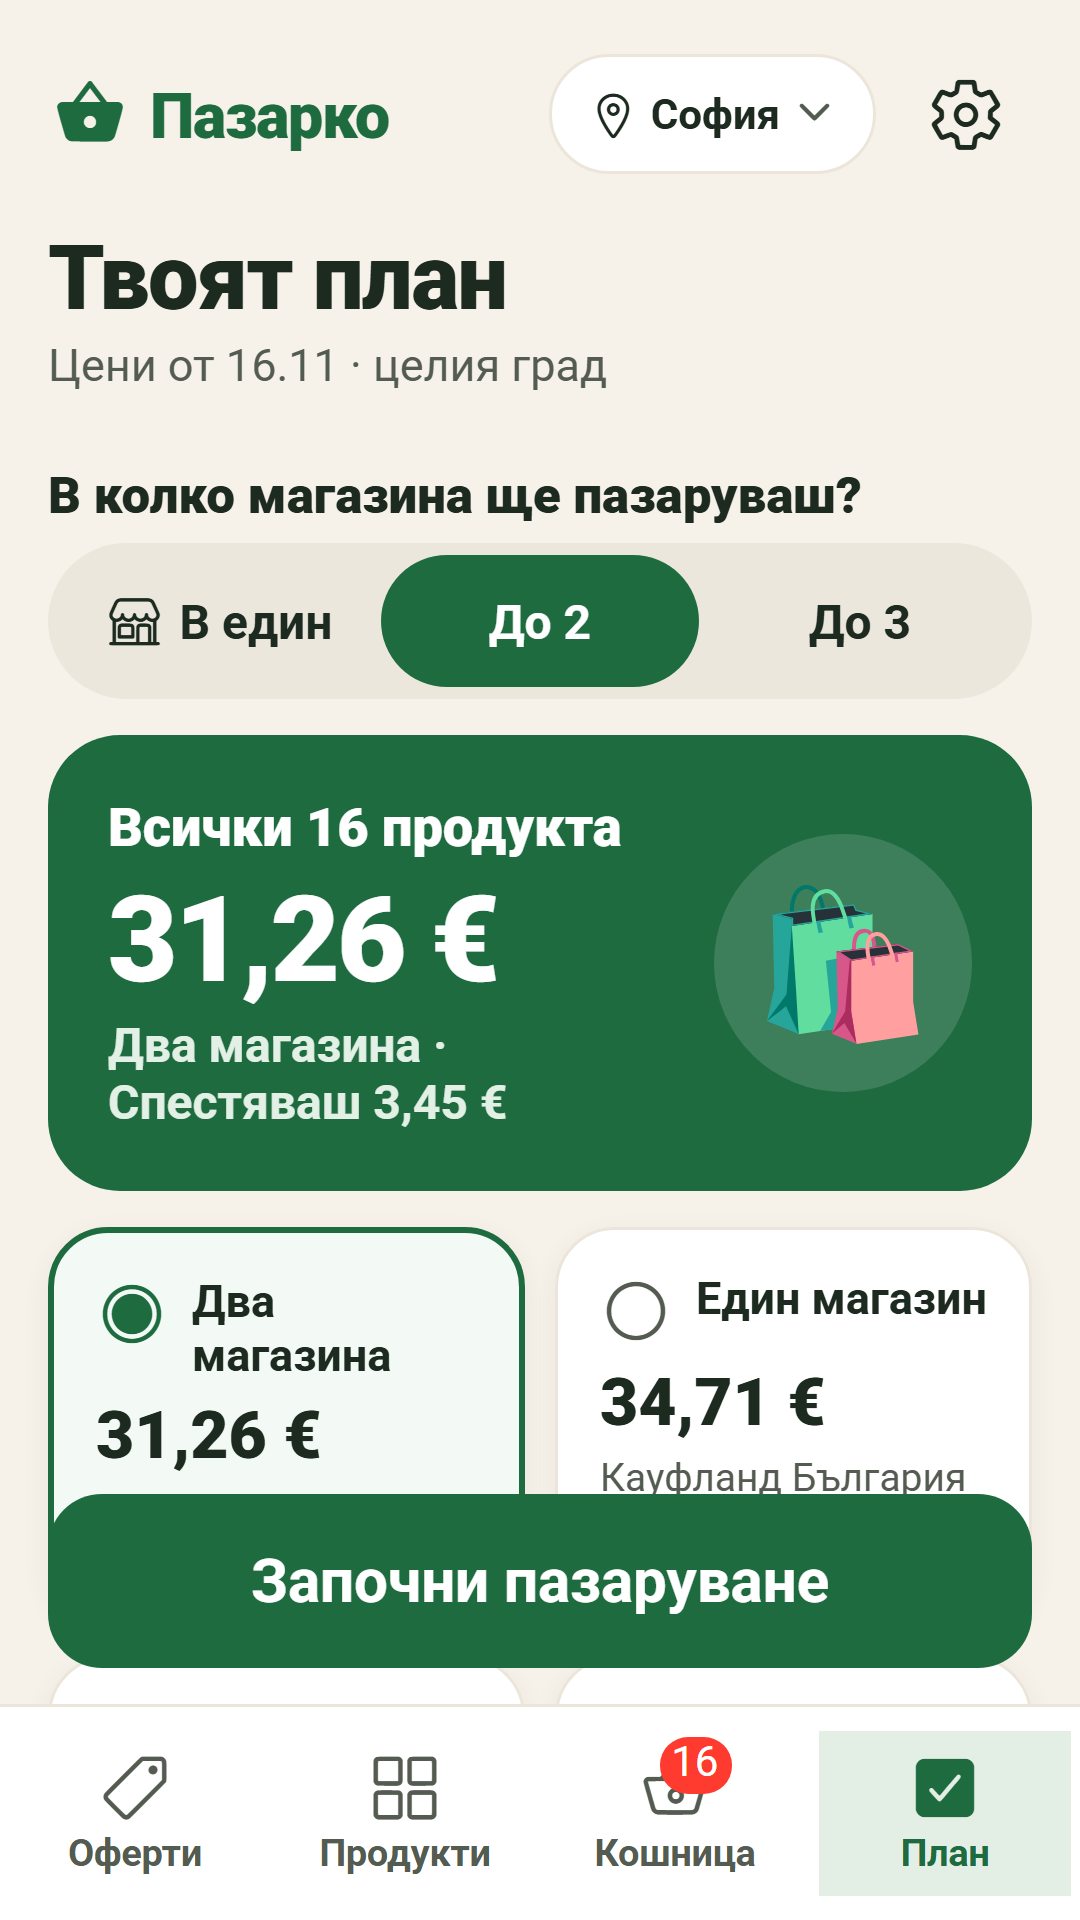 Пазарко
София
Твоят план
Цени от 16.11 · целия град
В колко магазина ще пазаруваш?
В един
До 2
До 3
Всички 16 продукта
31,26 €
Два магазина ·
Спестяваш 3,45 €
Два
магазина
31,26 €
Един магазин
34,71 €
Кауфланд България
Започни пазаруване
16
Оферти
Продукти
Кошница
План